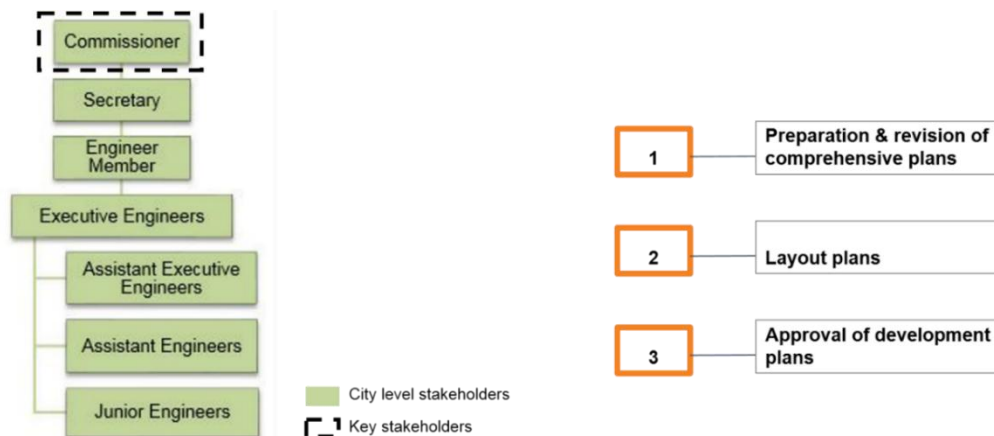 Commissioner
Secretary
Engineer
Member
Executive Engineers
Assistant Executive
Engineers
Assistant Engineers
Junior Engineers
City level stakeholders
Key stakeholders
1
Preparation & revision of
comprehensive plans
2
Layout plans
3
Approval of development
plans